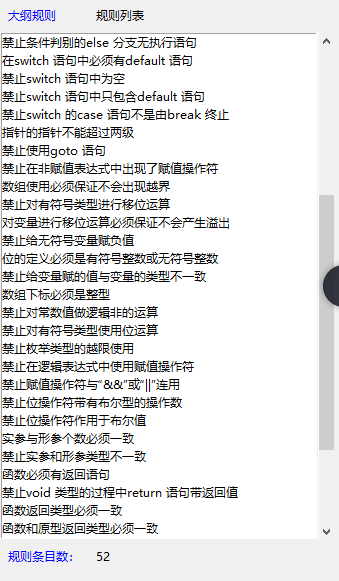 大纲规则 规则列表
禁止条件判别的else 分支无执行语句
在switch 语句中必须有default 语句
禁止switch 语句中为空
禁止switch 语句中只包含default 语句
禁止switch 的case 语句不是由break 终止
指针的指针不能超过两级
禁止使用goto 语句
禁止在非赋值表达式中出现了赋值操作符
数组使用必须保证不会出现越界
禁止对有符号类型进行移位运算
对变量进行移位运算必须保证不会产生溢出
禁止给无符号变量赋负值
位的定义必须是有符号整数或无符号整数
禁止给变量赋的值与变量的类型不一致
数组下标必须是整型
禁止对常数值做逻辑非的运算
禁止对有符号类型使用位运算
禁止枚举类型的越限使用
禁止在逻辑表达式中使用赋值操作符
禁止赋值操作符与“&&”或“||”连用
禁止位操作符带有布尔型的操作数
禁止位操作符作用于布尔值
实参与形参个数必须一致
禁止实参和形参类型不一致
函数必须有返回语句
禁止void 类型的过程中return 语句带返回值
函数返回类型必须一致
函数和原型返回类型必须一致
规则条目数: 52